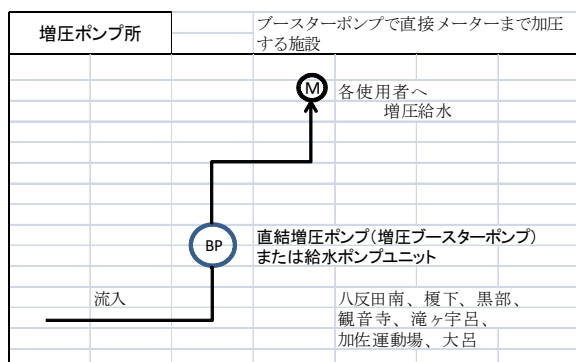 増圧ポンプ所
ブースターポンプで直接メーターまで加圧
する施設
M
各使用者へ
増圧給水
BP
直結増圧ポンプ(増圧ブースターポンプ)
または給水ポンプユニット
流入
八反田南、榎下、黒部、
観音寺、滝ヶ宇呂、
加佐運動場、大呂